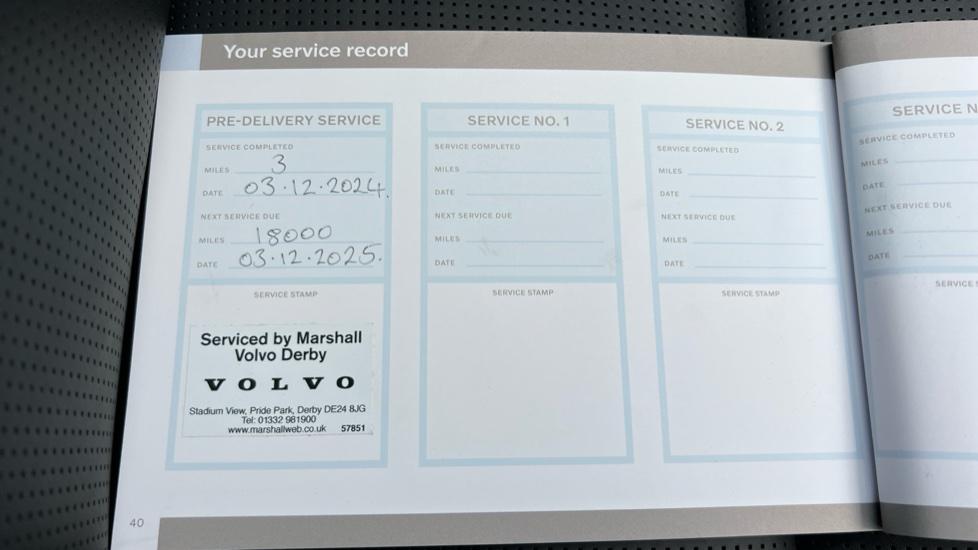 Your service record
PRE-DELIVERY SERVICE
SERVICE COMPLETED
MILES 3
DATE 03.12.2024.
NEXT SERVICE DUE
MILES 18000
DATE 03.12.2025.
SERVICE STAMP
Serviced by Marshall
Volvo Derby
VOLVO
Stadium View, Pride Park, Derby DE24 8JG
Tel: 01332 981900
www.marshallweb.co.uk 57851
SERVICE NO. 1
SERVICE COMPLETED
MILES
DATE
NEXT SERVICE DUE
MILES
DATE
SERVICE STAMP
SERVICE NO. 2
SERVICE COMPLETED
MILES
DATE
NEXT SERVICE DUE
MILES
DATE
SERVICE STAMP
SERVICE N
SERVICE COMPLETED
MILES
DATE
NEXT SERVICE DUE
MILES
DATE
SERVICE
40